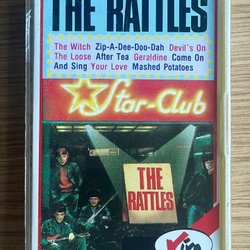 THE RATTLES
The Witch Zip-A-Dee-Doo-Dah Devil's On
The Loose After Tea Geraldine Come On
And Sing Your Love Mashed Potatoes
Star-Club
THE
RATTLES